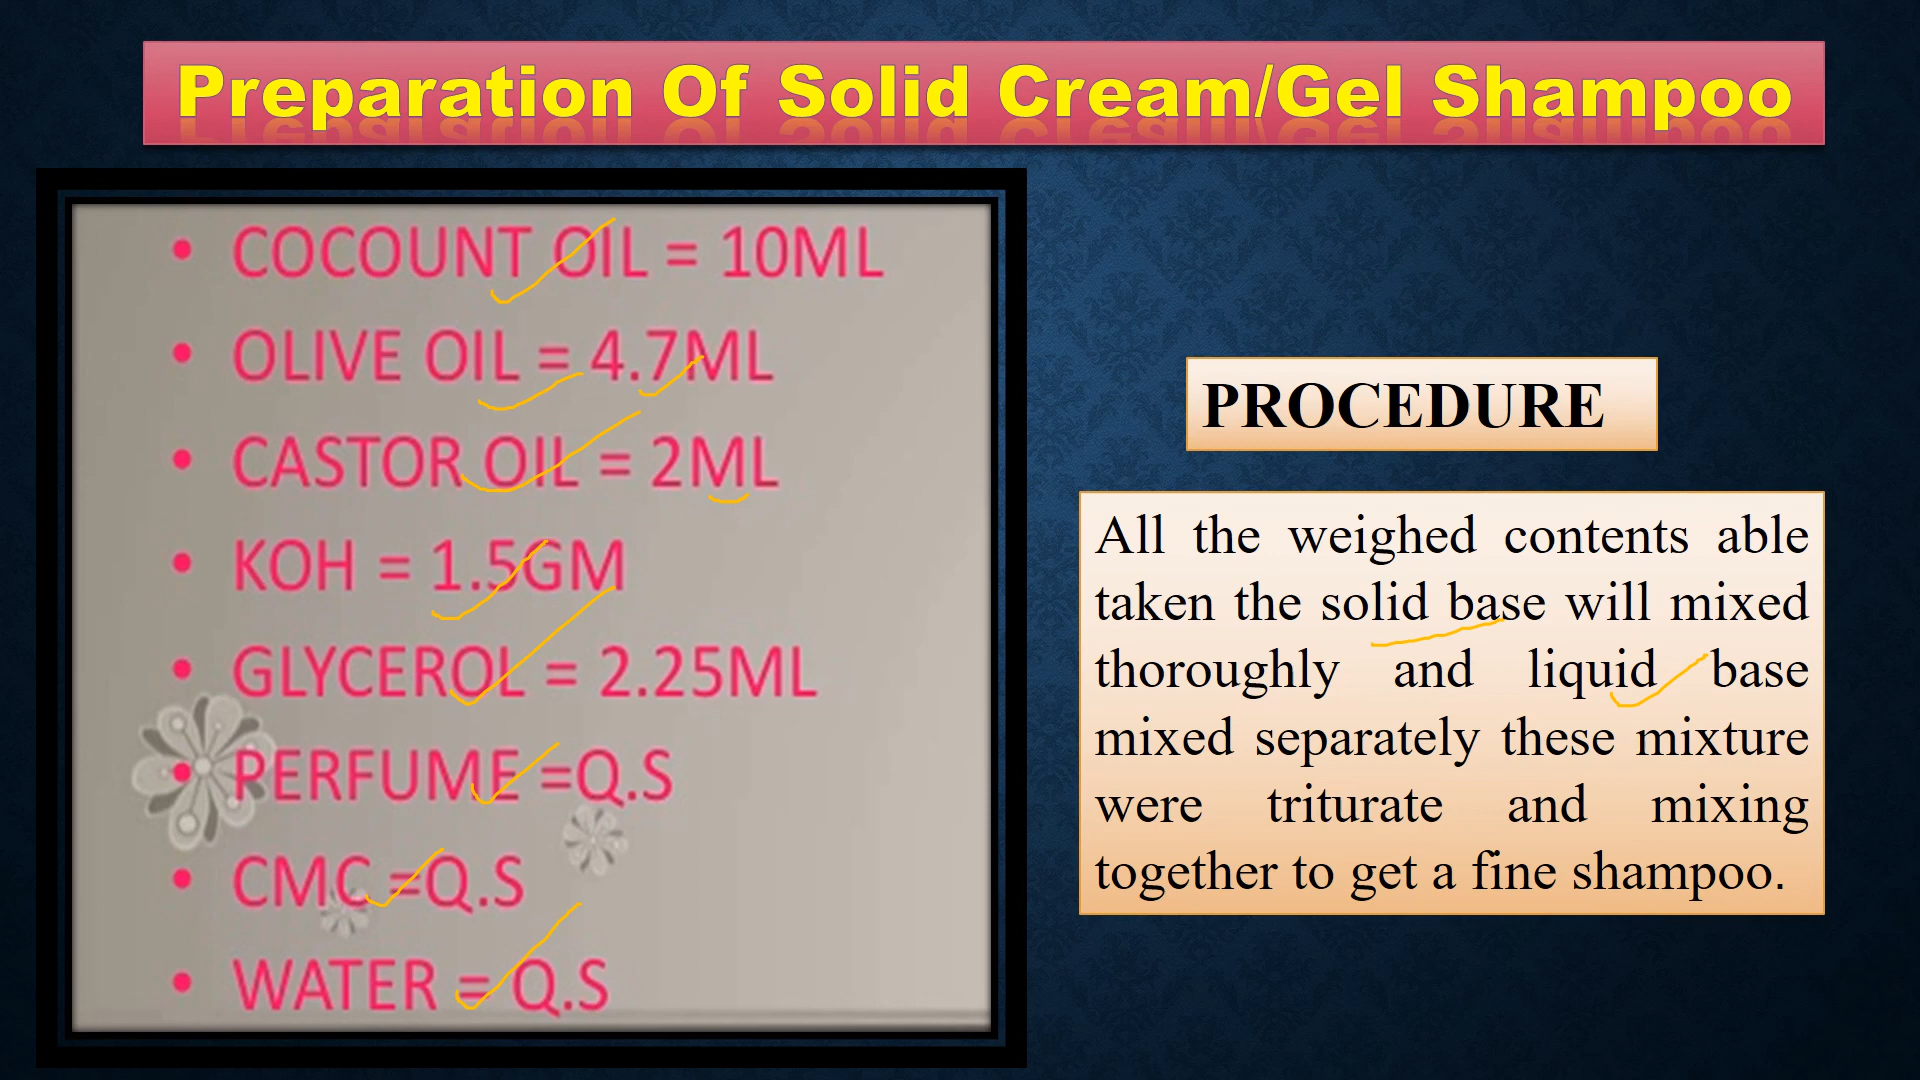 Preparation Of Solid Cream/Gel Shampoo
• COCOUNT OIL = 10ML
• OLIVE OIL = 4.7ML
• CASTOR OIL = 2ML
• KOH = 1.5GM
• GLYCEROL = 2.25ML
• PERFUME =Q.S
• CMC =Q.S
• WATER = Q.S
PROCEDURE
All the weighed contents able
taken the solid base will mixed
thoroughly and liquid base
mixed separately these mixture
were triturate and mixing
together to get a fine shampoo.